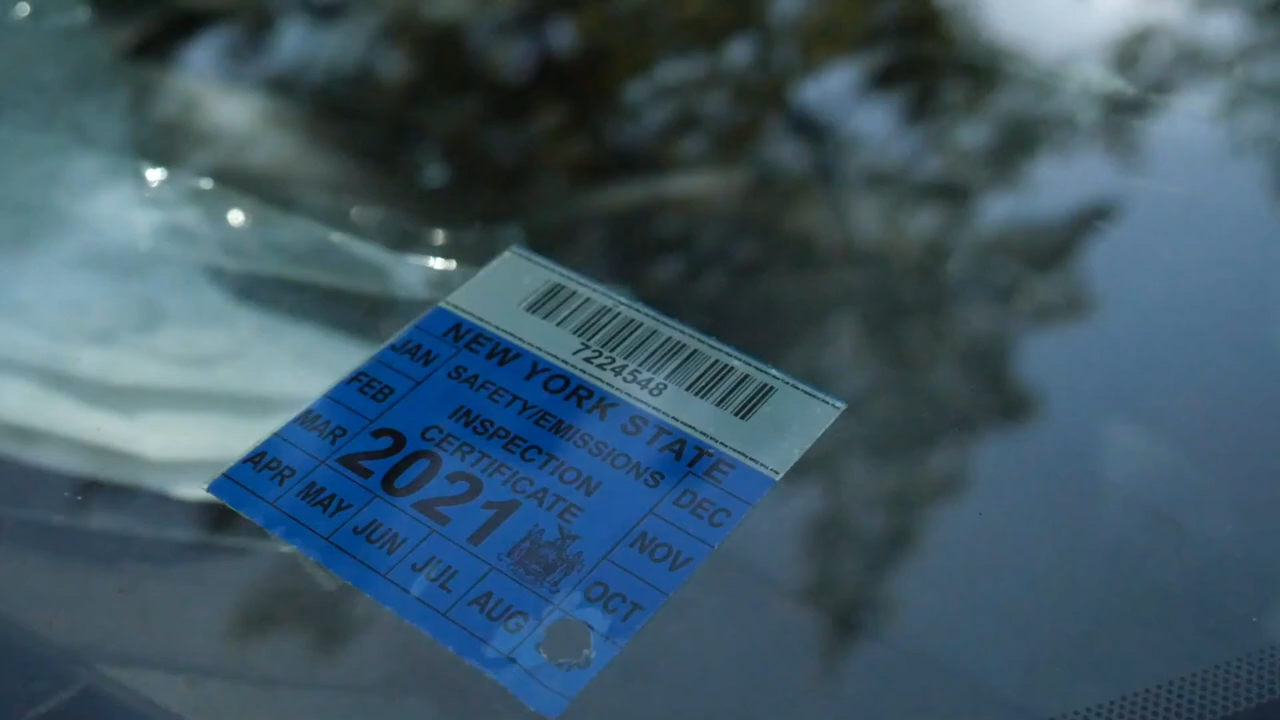 7224548
NEW YORK STATE
SAFETY/EMISSIONS
INSPECTION
CERTIFICATE
2021
JAN
FEB
MAR
APR
MAY
JUN
JUL
AUG
OCT
NOV
DEC